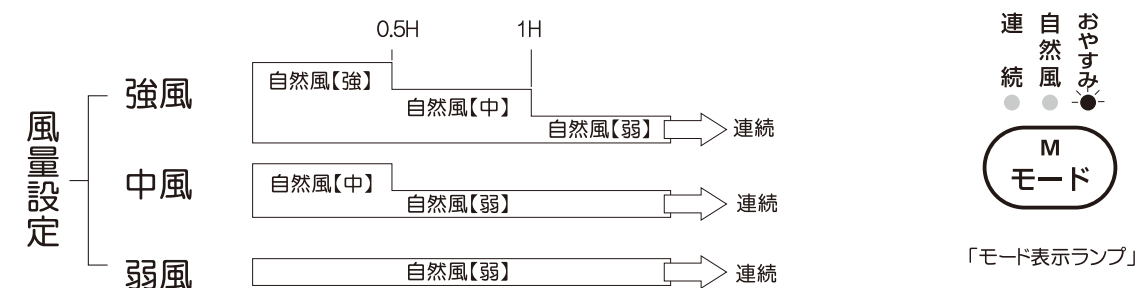 0.5H 1H
風量設定
強風
自然風【強】
自然風【中】
自然風【弱】
連続
中風
自然風【中】
自然風【弱】
連続
弱風
自然風【弱】
連続
連続
自然風
おやすみ
M
モード
「モード表示ランプ」